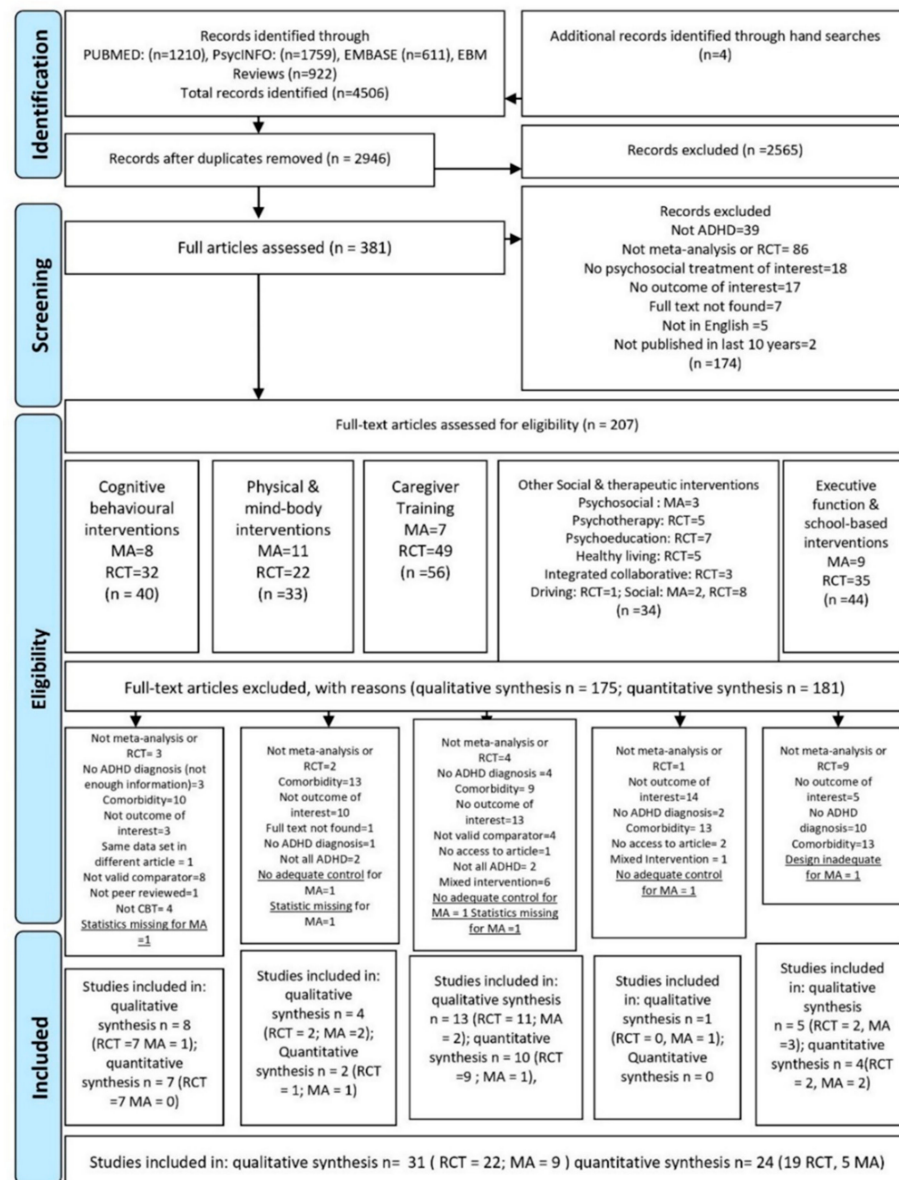 Identification
Records identified through
PUBMED: (n=1210), PsycINFO: (n=1759), EMBASE (n=611), EBM
Reviews (n=922)
Total records identified (n=4506)
Additional records identified through hand searches
(n=4)
Records after duplicates removed (n = 2946)
Records excluded (n =2565)
Screening
Full articles assessed (n = 381)
Records excluded
Not ADHD=39
Not meta-analysis or RCT= 86
No psychosocial treatment of interest=18
No outcome of interest=17
Full text not found=7
Not in English =5
Not published in last 10 years=2
(n =174)
Eligibility
Full-text articles assessed for eligibility (n = 207)
Cognitive
behavioural
interventions
MA=8
RCT=32
(n = 40)
Physical &
mind-body
interventions
MA=11
RCT=22
(n =33)
Caregiver
Training
MA=7
RCT=49
(n =56)
Other Social & therapeutic interventions
Psychosocial : MA=3
Psychotherapy: RCT=5
Psychoeducation: RCT=7
Healthy living: RCT=5
Integrated collaborative: RCT=3
Driving: RCT=1; Social: MA=2, RCT=8
(n =34)
Executive
function &
school-based
interventions
MA=9
RCT=35
(n =44)
Full-text articles excluded, with reasons (qualitative synthesis n = 175; quantitative synthesis n = 181)
Not meta-analysis or
RCT= 3
No ADHD diagnosis (not
enough information)=3
Comorbidity=10
Not outcome of
interest=3
Same data set in
different article = 1
Not valid comparator=8
Not peer reviewed=1
Not CBT= 4
Statistics missing for MA
=1
Not meta-analysis or
RCT=2
Comorbidity=13
Not outcome of
interest=10
Full text not found=1
No ADHD diagnosis=1
Not all ADHD=2
No adequate control for
MA=1
Statistic missing for
MA=1
Not meta-analysis or
RCT=4
No ADHD diagnosis =4
Comorbidity= 9
No outcome of
interest=13
Not valid comparator=4
No access to article=1
Not all ADHD= 2
Mixed intervention=6
No adequate control for
MA = 1 Statistics missing
for MA =1
Not meta-analysis or
RCT=1
Not outcome of
interest=14
No ADHD diagnosis=2
Comorbidity= 13
No access to article= 2
Mixed Intervention = 1
No adequate control
for MA = 1
Not meta-analysis or
RCT=9
No outcome of
interest=5
No ADHD
diagnosis=10
Comorbidity=13
Design inadequate
for MA = 1
Included
Studies included in:
qualitative
synthesis n = 8
(RCT =7 MA = 1);
quantitative
synthesis n = 7 (RCT
=7 MA = 0)
Studies included in:
qualitative
synthesis n = 4
(RCT = 2; MA =2);
Quantitative
synthesis n = 2 (RCT
= 1; MA = 1)
Studies included in:
qualitative synthesis
n = 13 (RCT = 11; MA
= 2); quantitative
synthesis n = 10 (RCT
=9 ; MA = 1),
Studies included
in: qualitative
synthesis n =1
(RCT = 0, MA = 1);
Quantitative
synthesis n = 0
Studies included
in: qualitative
synthesis
n = 5 (RCT = 2, MA
=3); quantitative
synthesis n = 4(RCT
= 2, MA = 2)
Studies included in: qualitative synthesis n= 31 ( RCT = 22; MA = 9 ) quantitative synthesis n= 24 (19 RCT, 5 MA)